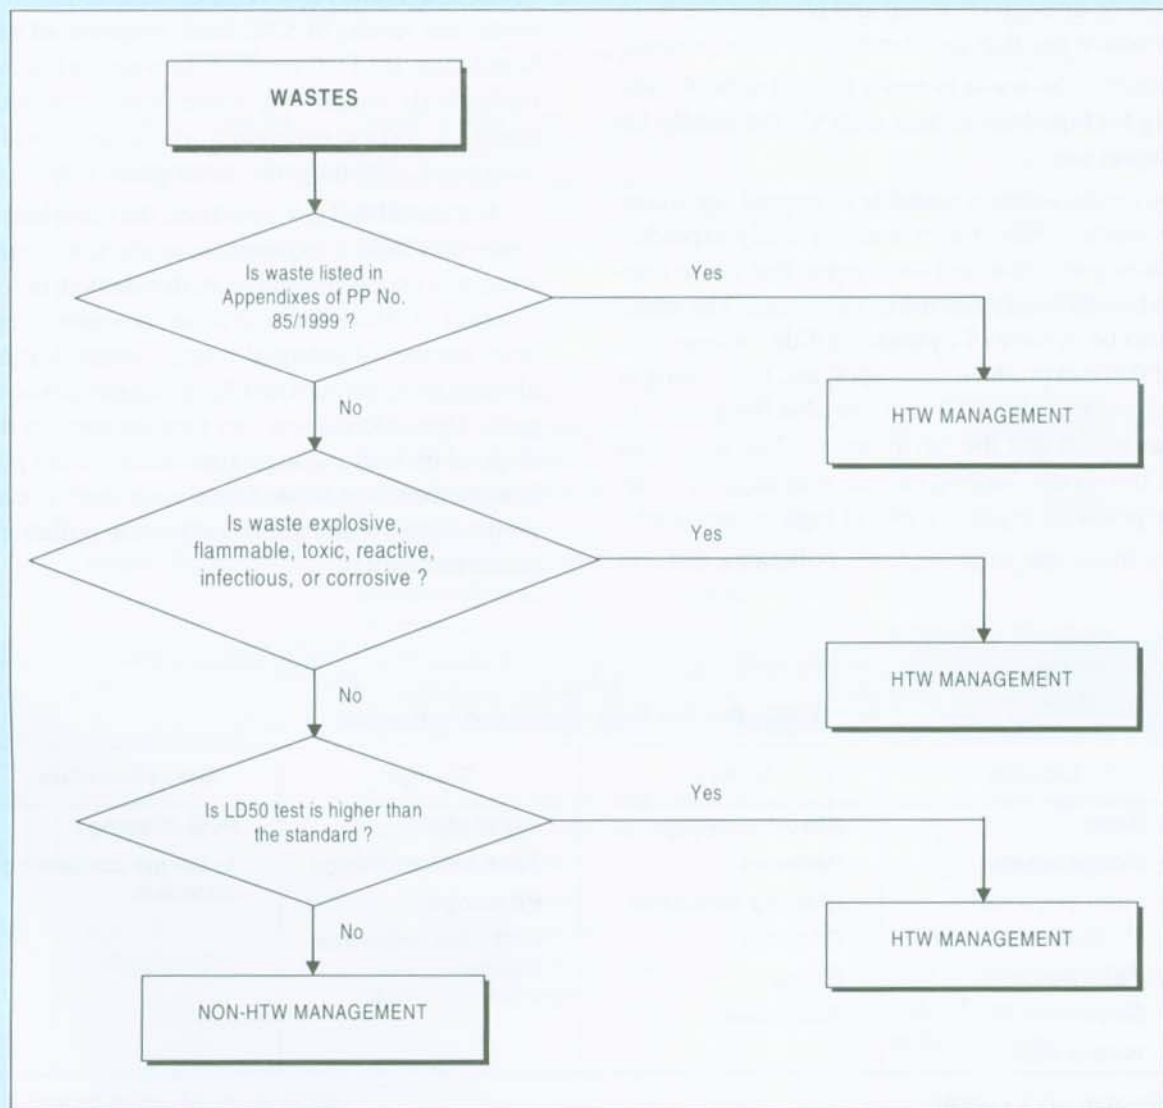 WASTES
Is waste listed in
Appendixes of PP No.
85/1999 ?
Yes
HTW MANAGEMENT
No
Is waste explosive,
flammable, toxic, reactive,
infectious, or corrosive ?
Yes
HTW MANAGEMENT
No
Is LD50 test is higher than
the standard ?
Yes
HTW MANAGEMENT
No
NON-HTW MANAGEMENT